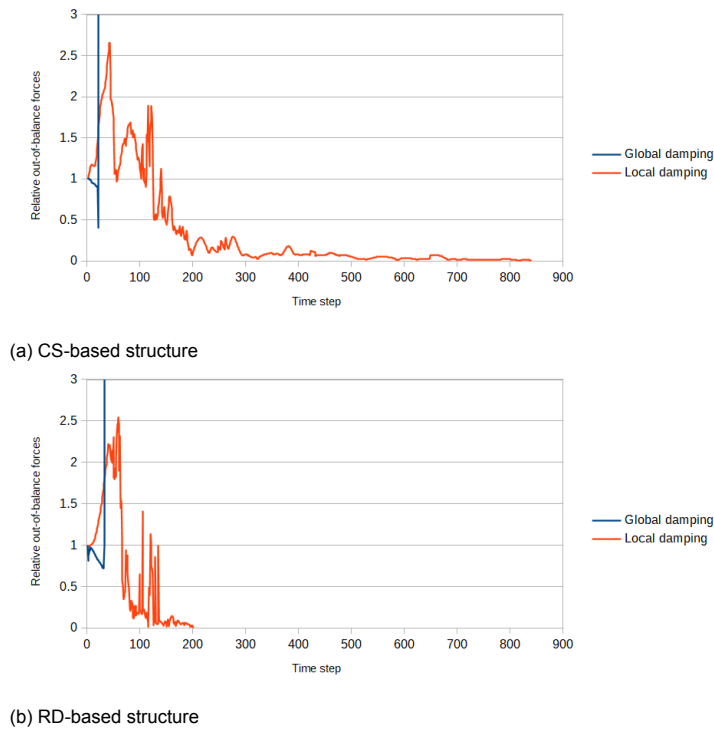 3
2.5
2
1.5
1
0.5
0
Relative out-of-balance forces
0 100 200 300 400 500 600 700 800 900
Time step
Global damping
Local damping
(a) CS-based structure
3
2.5
2
1.5
1
0.5
0
Relative out-of-balance forces
0 100 200 300 400 500 600 700 800 900
Time step
Global damping
Local damping
(b) RD-based structure